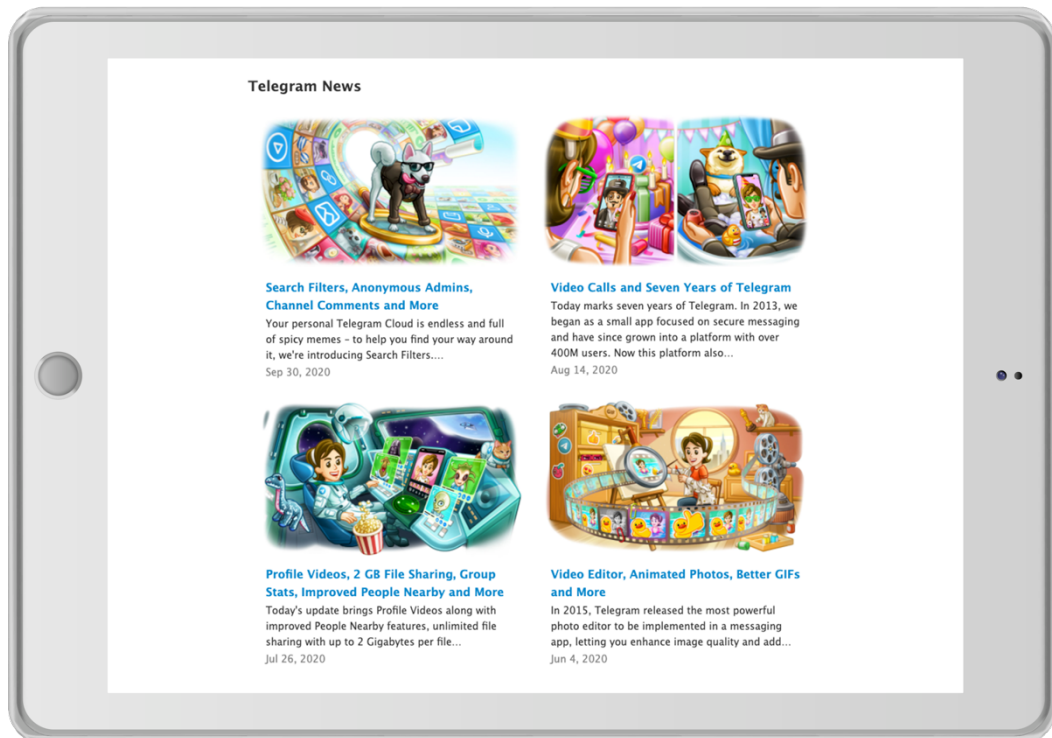 Telegram News
Search Filters, Anonymous Admins,
Channel Comments and More
Your personal Telegram Cloud is endless and full
of spicy memes – to help you find your way around
it, we're introducing Search Filters....
Sep 30, 2020
Video Calls and Seven Years of Telegram
Today marks seven years of Telegram. In 2013, we
began as a small app focused on secure messaging
and have since grown into a platform with over
400M users. Now this platform also...
Aug 14, 2020
Profile Videos, 2 GB File Sharing, Group
Stats, Improved People Nearby and More
Today's update brings Profile Videos along with
improved People Nearby features, unlimited file
sharing with up to 2 Gigabytes per file...
Jul 26, 2020
Video Editor, Animated Photos, Better GIFs
and More
In 2015, Telegram released the most powerful
photo editor to be implemented in a messaging
app, letting you enhance image quality and add...
Jun 4, 2020